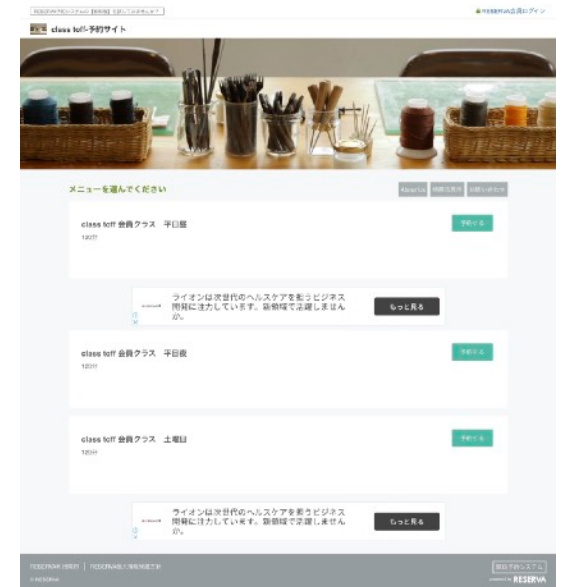 RESERVA会員ログイン
class toff-予約サイト
メニューを選んでください
About Us
class toff 会員クラス 平日昼
120分
予約する
ライオンは次世代のヘルスケアを担うビジネス
開発に注力しています。新領域で活躍しません
か。
もっと見る
class toff 会員クラス 平日夜
120分
予約する
class toff 会員クラス 土曜日
120分
予約する
ライオンは次世代のヘルスケアを担うビジネス
開発に注力しています。新領域で活躍しません
か。
もっと見る
© RESERVA
RESERVA